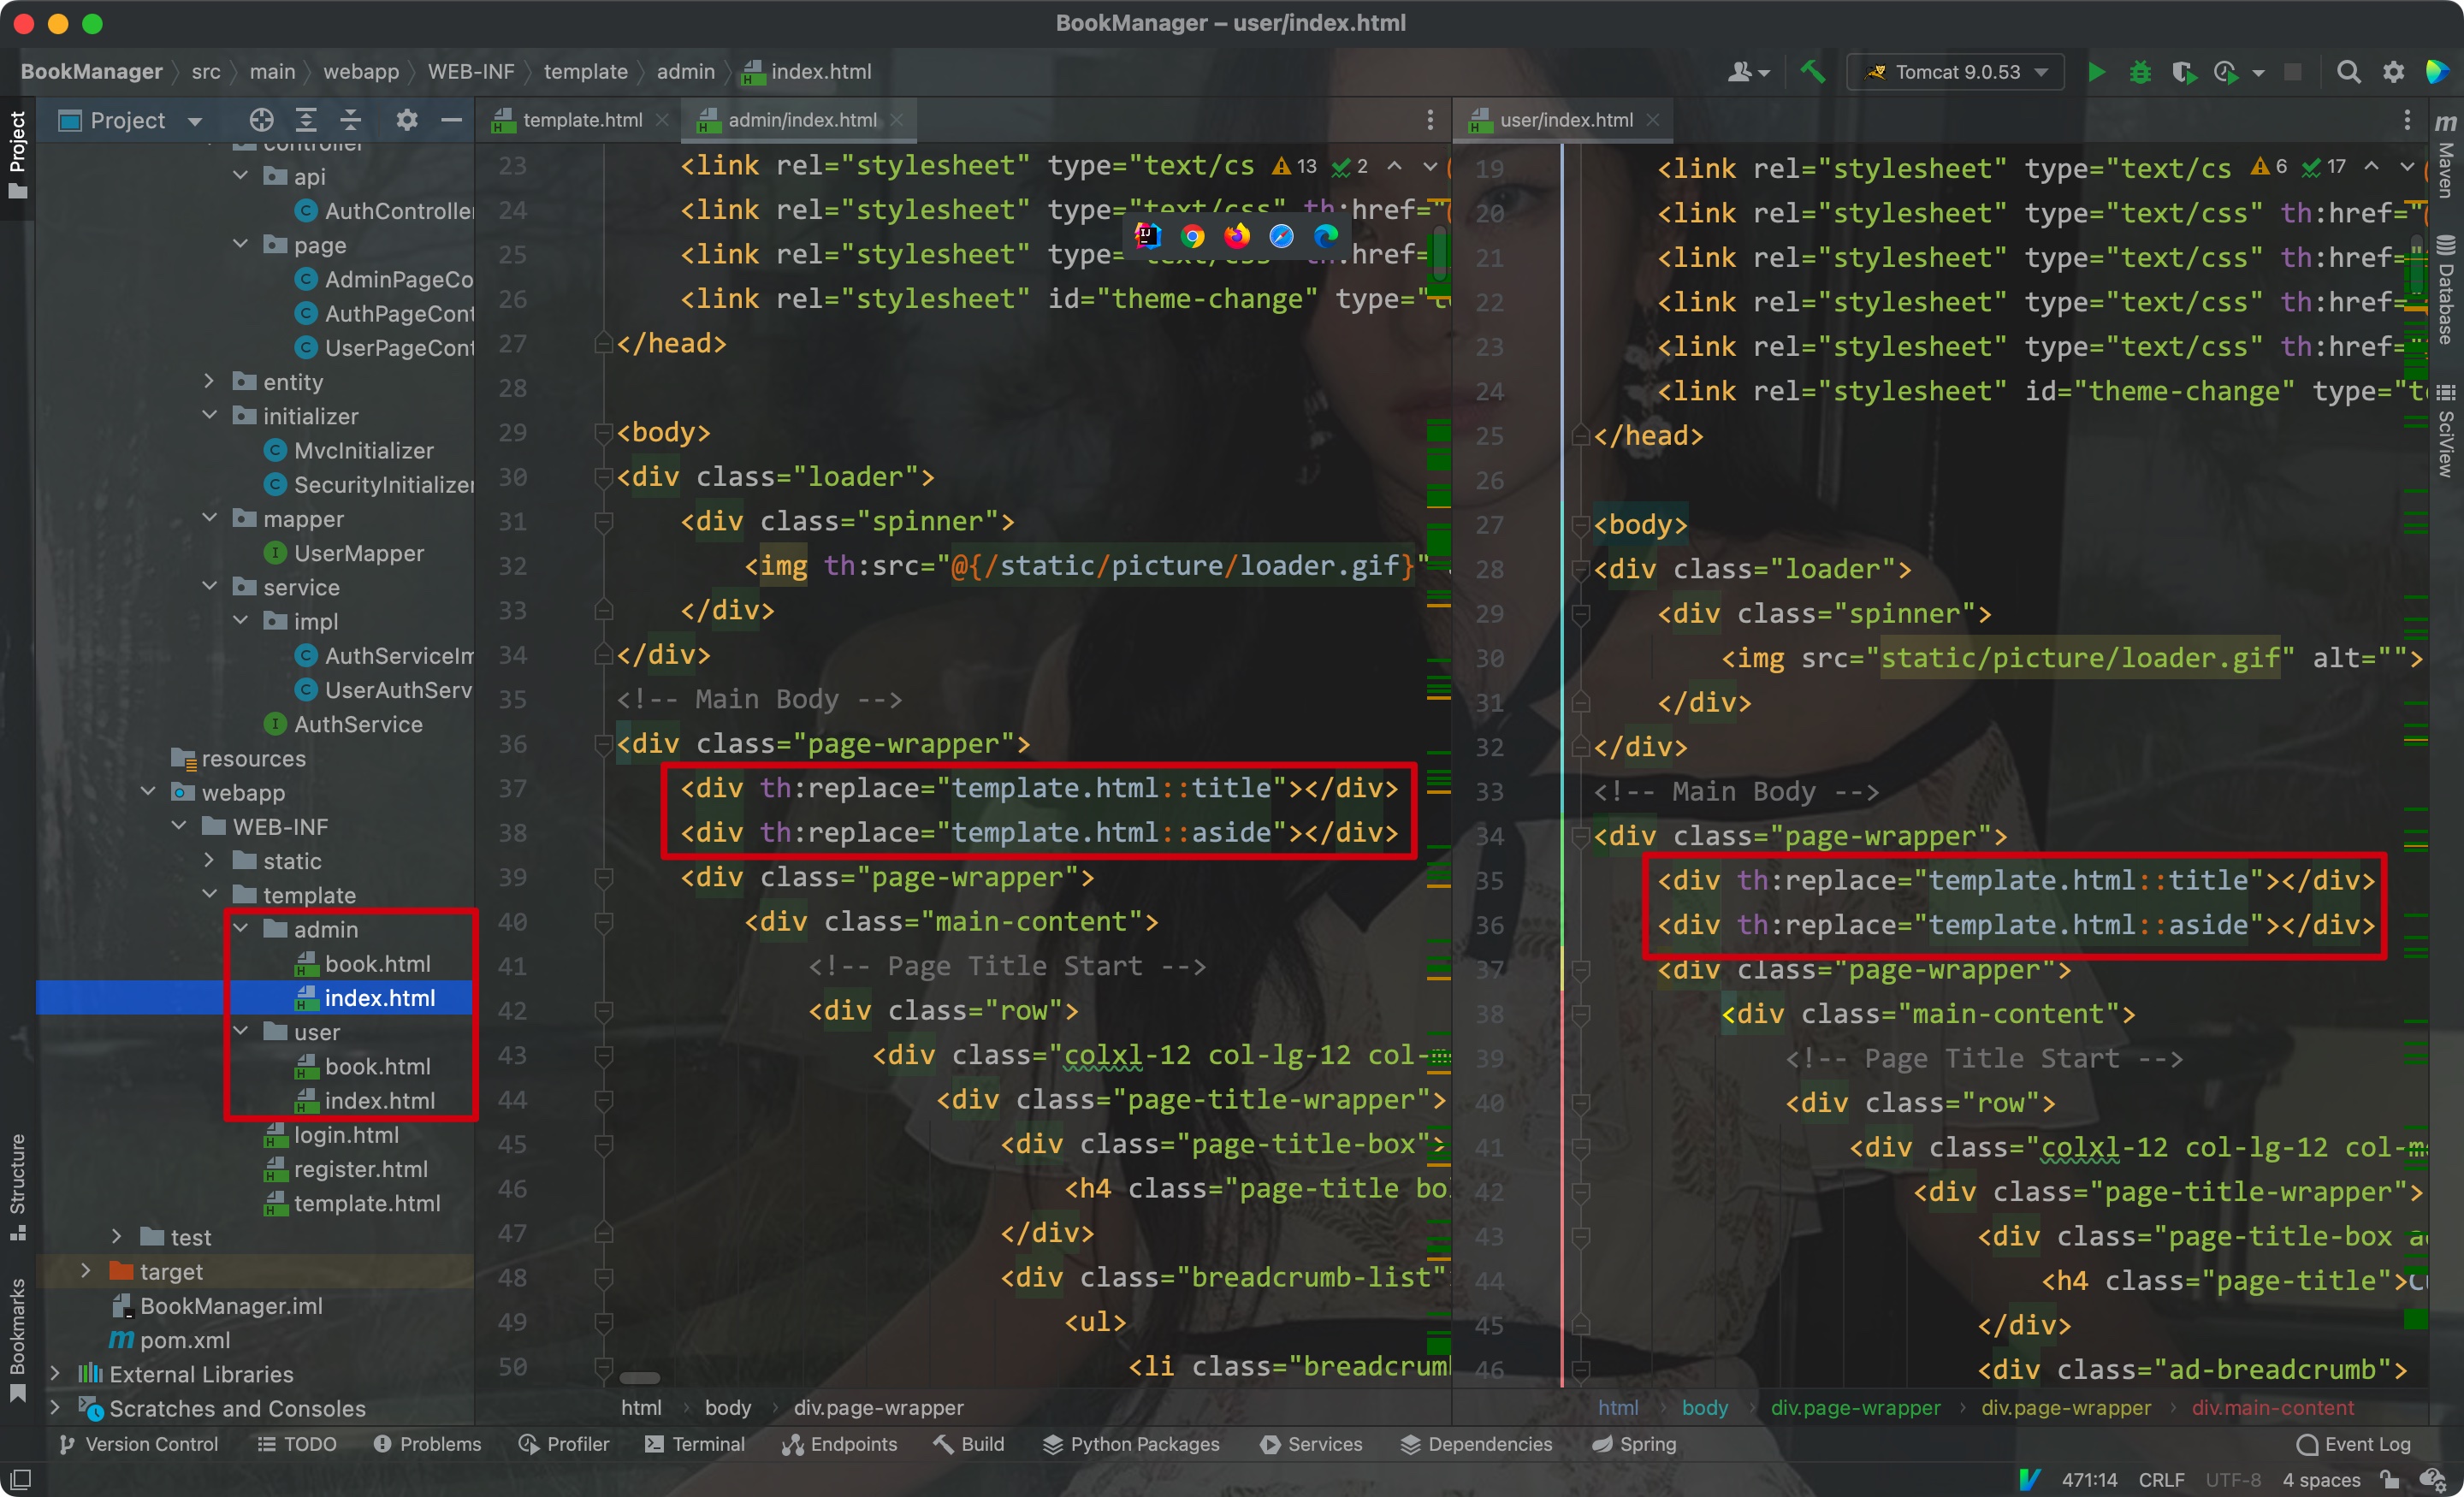 BookManager – user/index.html
BookManager src main webapp WEB-INF template admin index.html
Tomcat 9.0.53
Project
template.html
admin/index.html
user/index.html
Project
controller
api
AuthController
page
AdminPageCo
AuthPageCont
UserPageCont
entity
initializer
MvcInitializer
SecurityInitializer
mapper
UserMapper
service
impl
AuthServiceIm
UserAuthServ
AuthService
resources
webapp
WEB-INF
static
template
admin
book.html
index.html
user
book.html
index.html
login.html
register.html
template.html
test
target
BookManager.iml
pom.xml
External Libraries
Scratches and Consoles
Structure
Bookmarks
13 2
23 <link rel="stylesheet" type="text/cs
24 <link rel="stylesheet" type="text/css" th:href="
25 <link rel="stylesheet" type="text/css" th:href=
26 <link rel="stylesheet" id="theme-change" type="t
27 </head>
28
29 <body>
30 <div class="loader">
31 <div class="spinner">
32 <img th:src="@{/static/picture/loader.gif}"
33 </div>
34 </div>
35 <!-- Main Body -->
36 <div class="page-wrapper">
37 <div th:replace="template.html::title"></div>
38 <div th:replace="template.html::aside"></div>
39 <div class="page-wrapper">
40 <div class="main-content">
41 <!-- Page Title Start -->
42 <div class="row">
43 <div class="colxl-12 col-lg-12 col-m
44 <div class="page-title-wrapper">
45 <div class="page-title-box">
46 <h4 class="page-title bo
47 </div>
48 <div class="breadcrumb-list"
49 <ul>
50 <li class="breadcrum
html body div.page-wrapper
6 17
19 <link rel="stylesheet" type="text/cs
20 <link rel="stylesheet" type="text/css" th:href="
21 <link rel="stylesheet" type="text/css" th:href=
22 <link rel="stylesheet" type="text/css" th:href=
23 <link rel="stylesheet" type="text/css" th:href=
24 <link rel="stylesheet" id="theme-change" type="t
25 </head>
26
27 <body>
28 <div class="loader">
29 <div class="spinner">
30 <img src="static/picture/loader.gif" alt="">
31 </div>
32 </div>
33 <!-- Main Body -->
34 <div class="page-wrapper">
35 <div th:replace="template.html::title"></div>
36 <div th:replace="template.html::aside"></div>
37 <div class="page-wrapper">
38 <div class="main-content">
39 <!-- Page Title Start -->
40 <div class="row">
41 <div class="colxl-12 col-lg-12 col-m
42 <div class="page-title-wrapper">
43 <div class="page-title-box a
44 <h4 class="page-title">C
45 </div>
46 <div class="ad-breadcrumb">
html body div.page-wrapper div.page-wrapper div.main-content
Maven
Database
SciView
Version Control TODO Problems Profiler Terminal Endpoints Build Python Packages Services Dependencies Spring Event Log
471:14 CRLF UTF-8 4 spaces